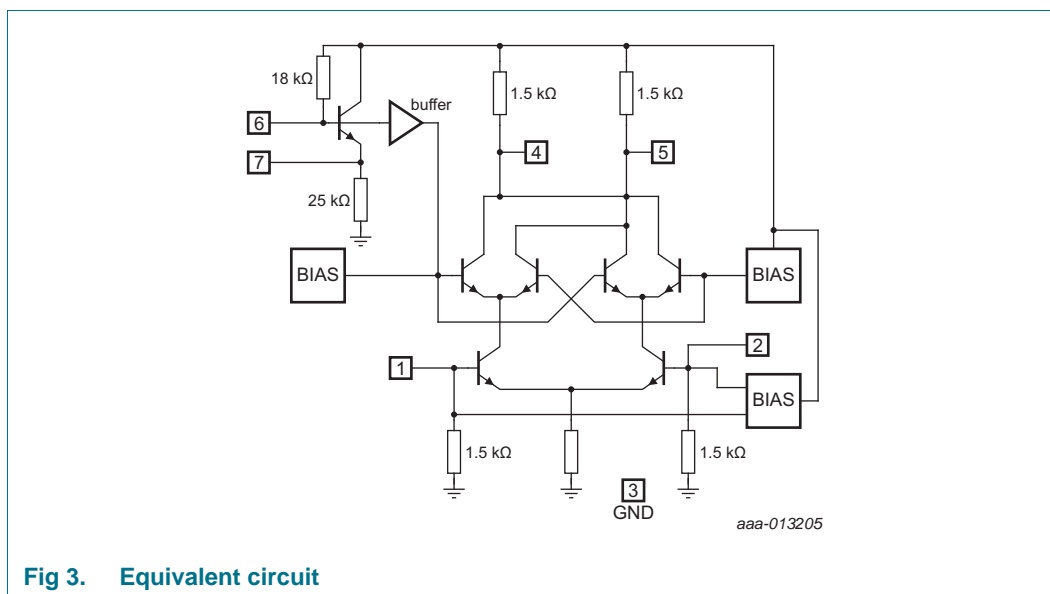 18 kΩ
1.5 kΩ
1.5 kΩ
buffer
6
4
5
7
25 kΩ
BIAS
BIAS
2
1
BIAS
1.5 kΩ
1.5 kΩ
3
GND
aaa-013205
Fig 3. Equivalent circuit